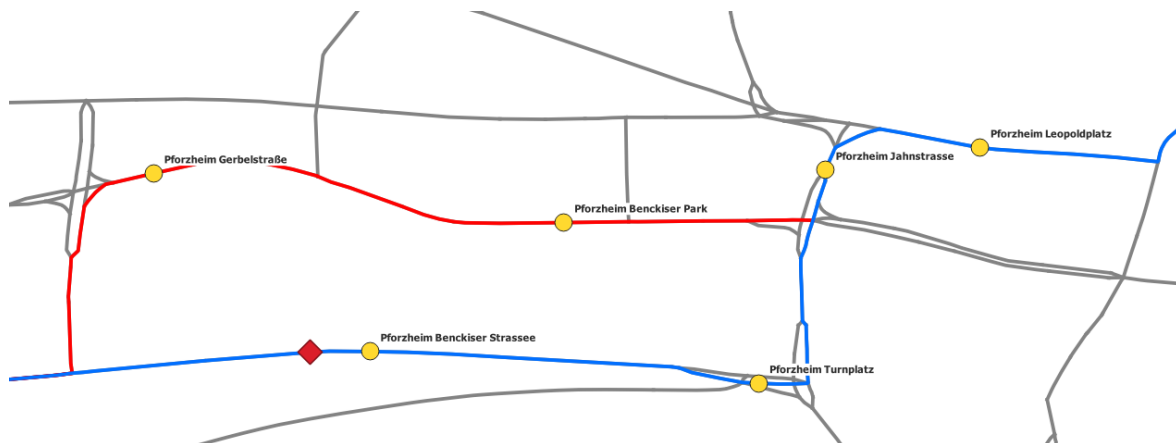 Pforzheim Leopoldplatz
Pforzheim Jahnstrasse
Pforzheim Gerbelstraße
Pforzheim Benckiser Park
Pforzheim Benckiser Strassee
Pforzheim Turnplatz